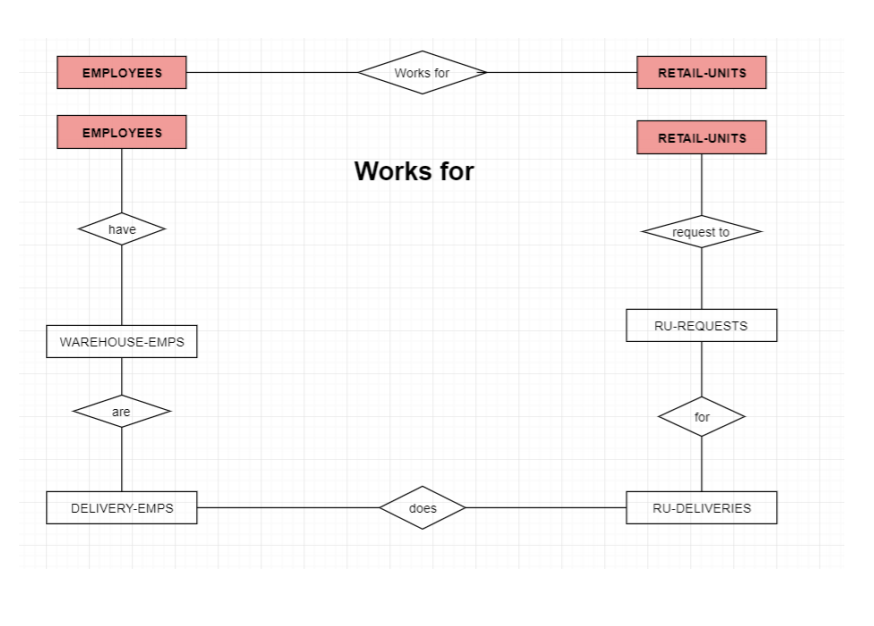 EMPLOYEES
Works for
RETAIL-UNITS
EMPLOYEES
RETAIL-UNITS
Works for
have
request to
RU-REQUESTS
WAREHOUSE-EMPS
are
for
DELIVERY-EMPS
does
RU-DELIVERIES